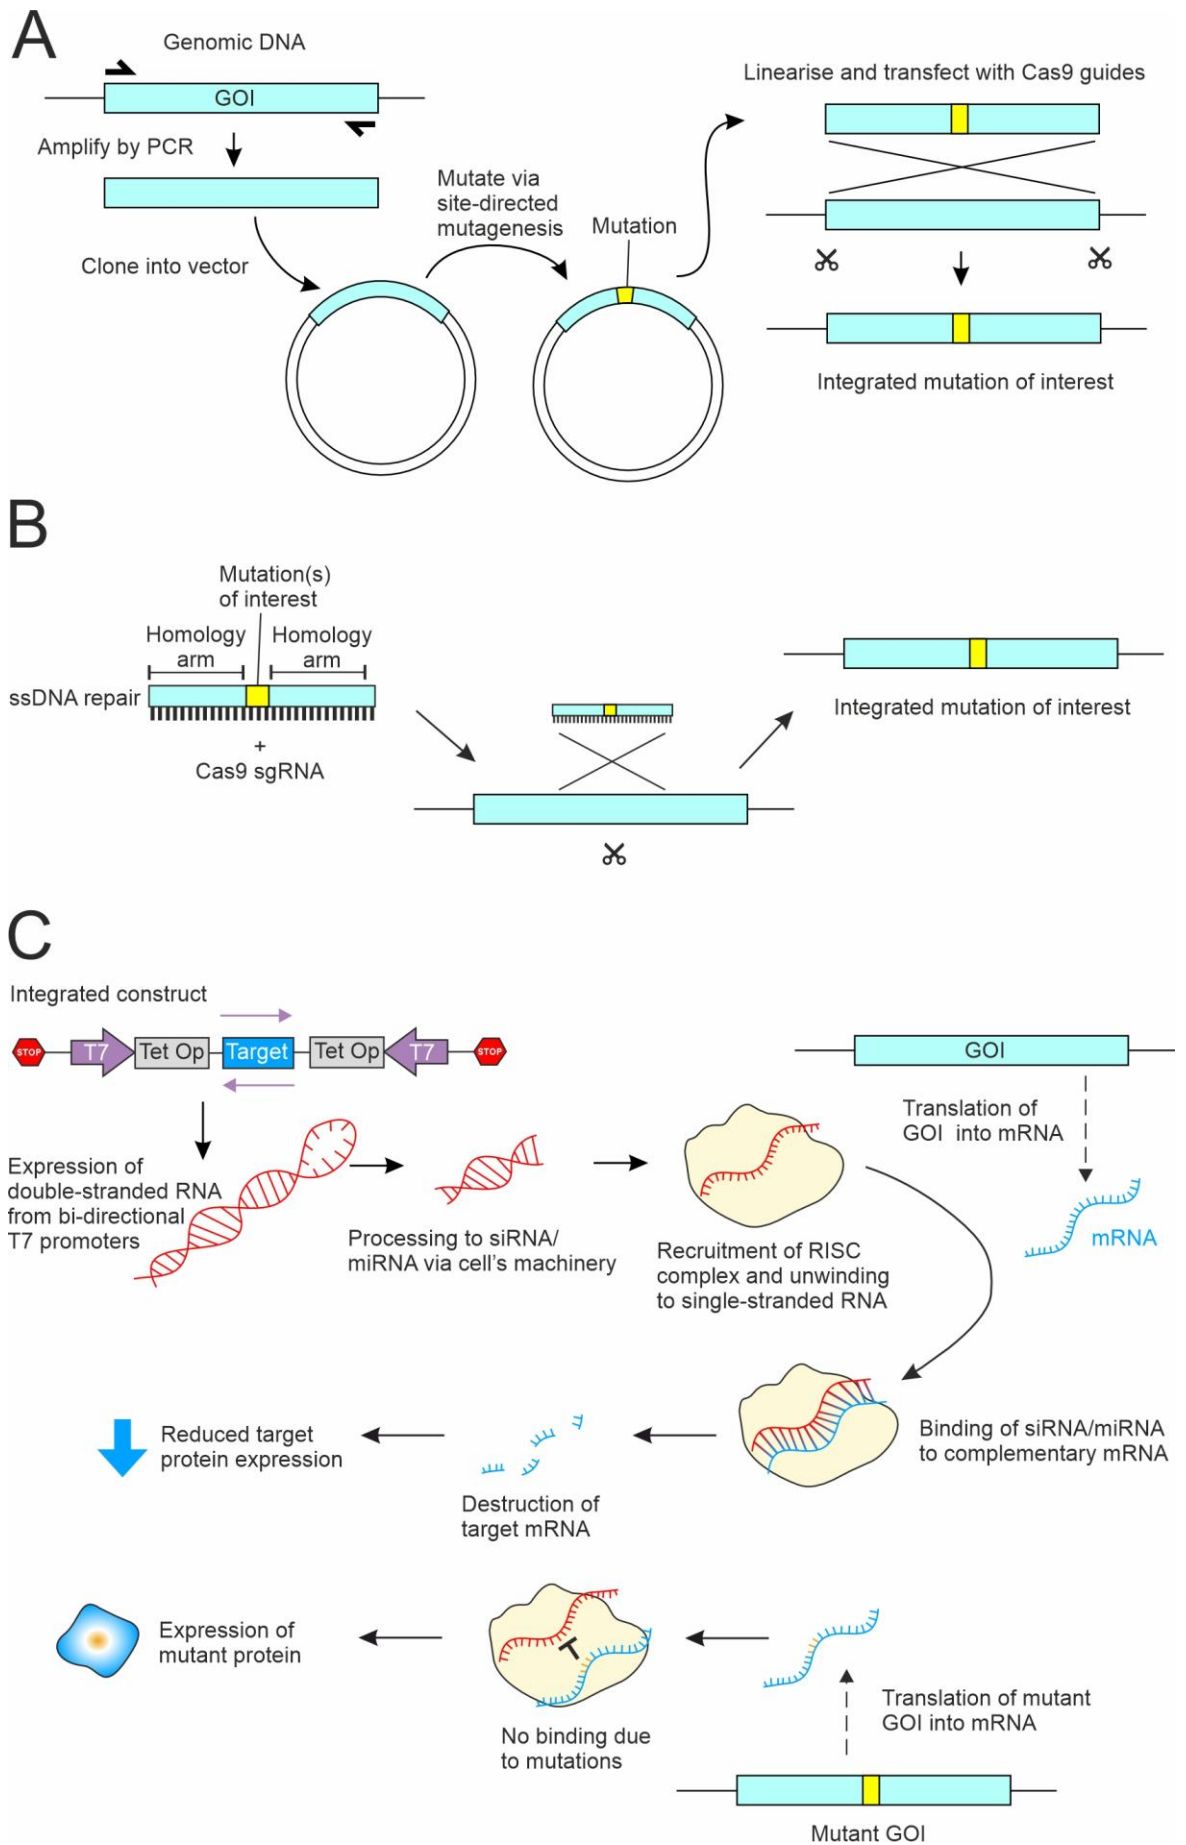 A
Genomic DNA
GOI
Amplify by PCR
Clone into vector
Mutate via
site-directed
mutagenesis
Mutation
Linearise and transfect with Cas9 guides
Integrated mutation of interest
B
Mutation(s)
of interest
Homology
arm
Homology
arm
ssDNA repair
+
Cas9 sgRNA
Integrated mutation of interest
C
Integrated construct
STOP
T7
Tet Op
Target
Tet Op
T7
STOP
GOI
Translation of
GOI into mRNA
mRNA
Expression of
double-stranded RNA
from bi-directional
T7 promoters
Processing to siRNA/
miRNA via cell's machinery
Recruitment of RISC
complex and unwinding
to single-stranded RNA
Binding of siRNA/miRNA
to complementary mRNA
Destruction of
target mRNA
Reduced target
protein expression
Expression of
mutant protein
No binding due
to mutations
Translation of mutant
GOI into mRNA
Mutant GOI